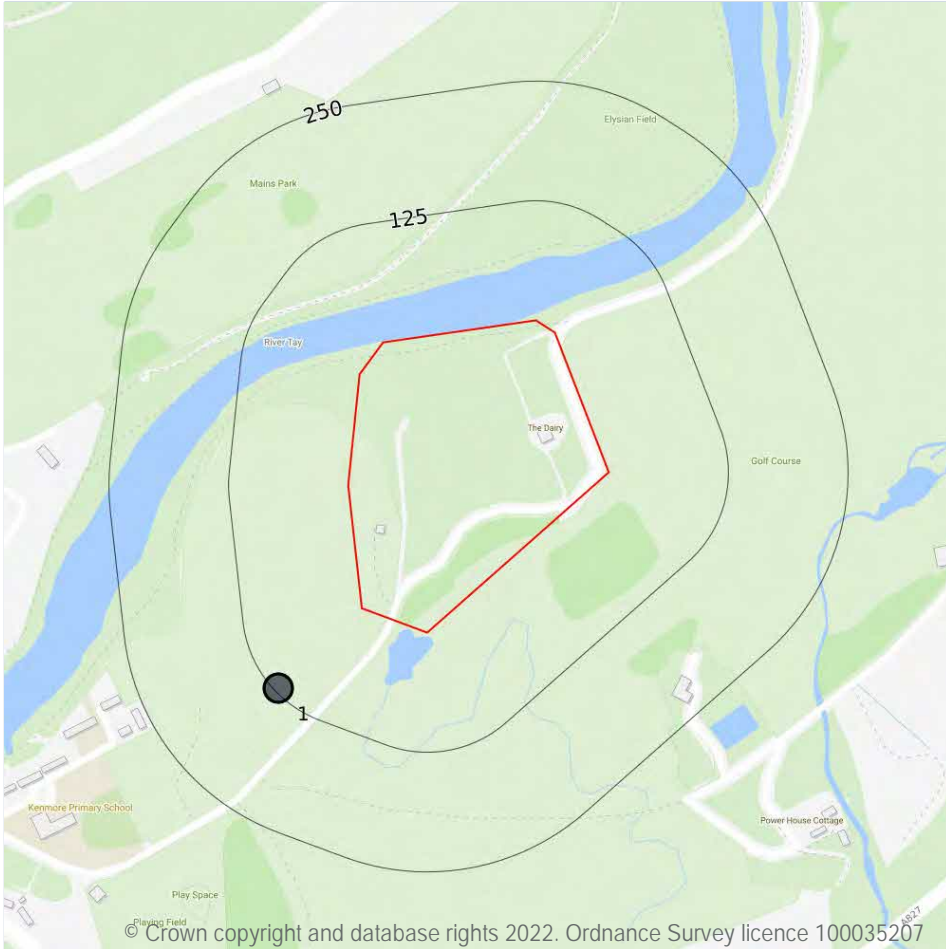 250
Elysian Field
Mains Park
125
River Tay
The Dairy
Golf Course
1
Kenmore Primary School
Power House Cottage
Play Space
Playing Field
A827
© Crown copyright and database rights 2022. Ordnance Survey licence 100035207